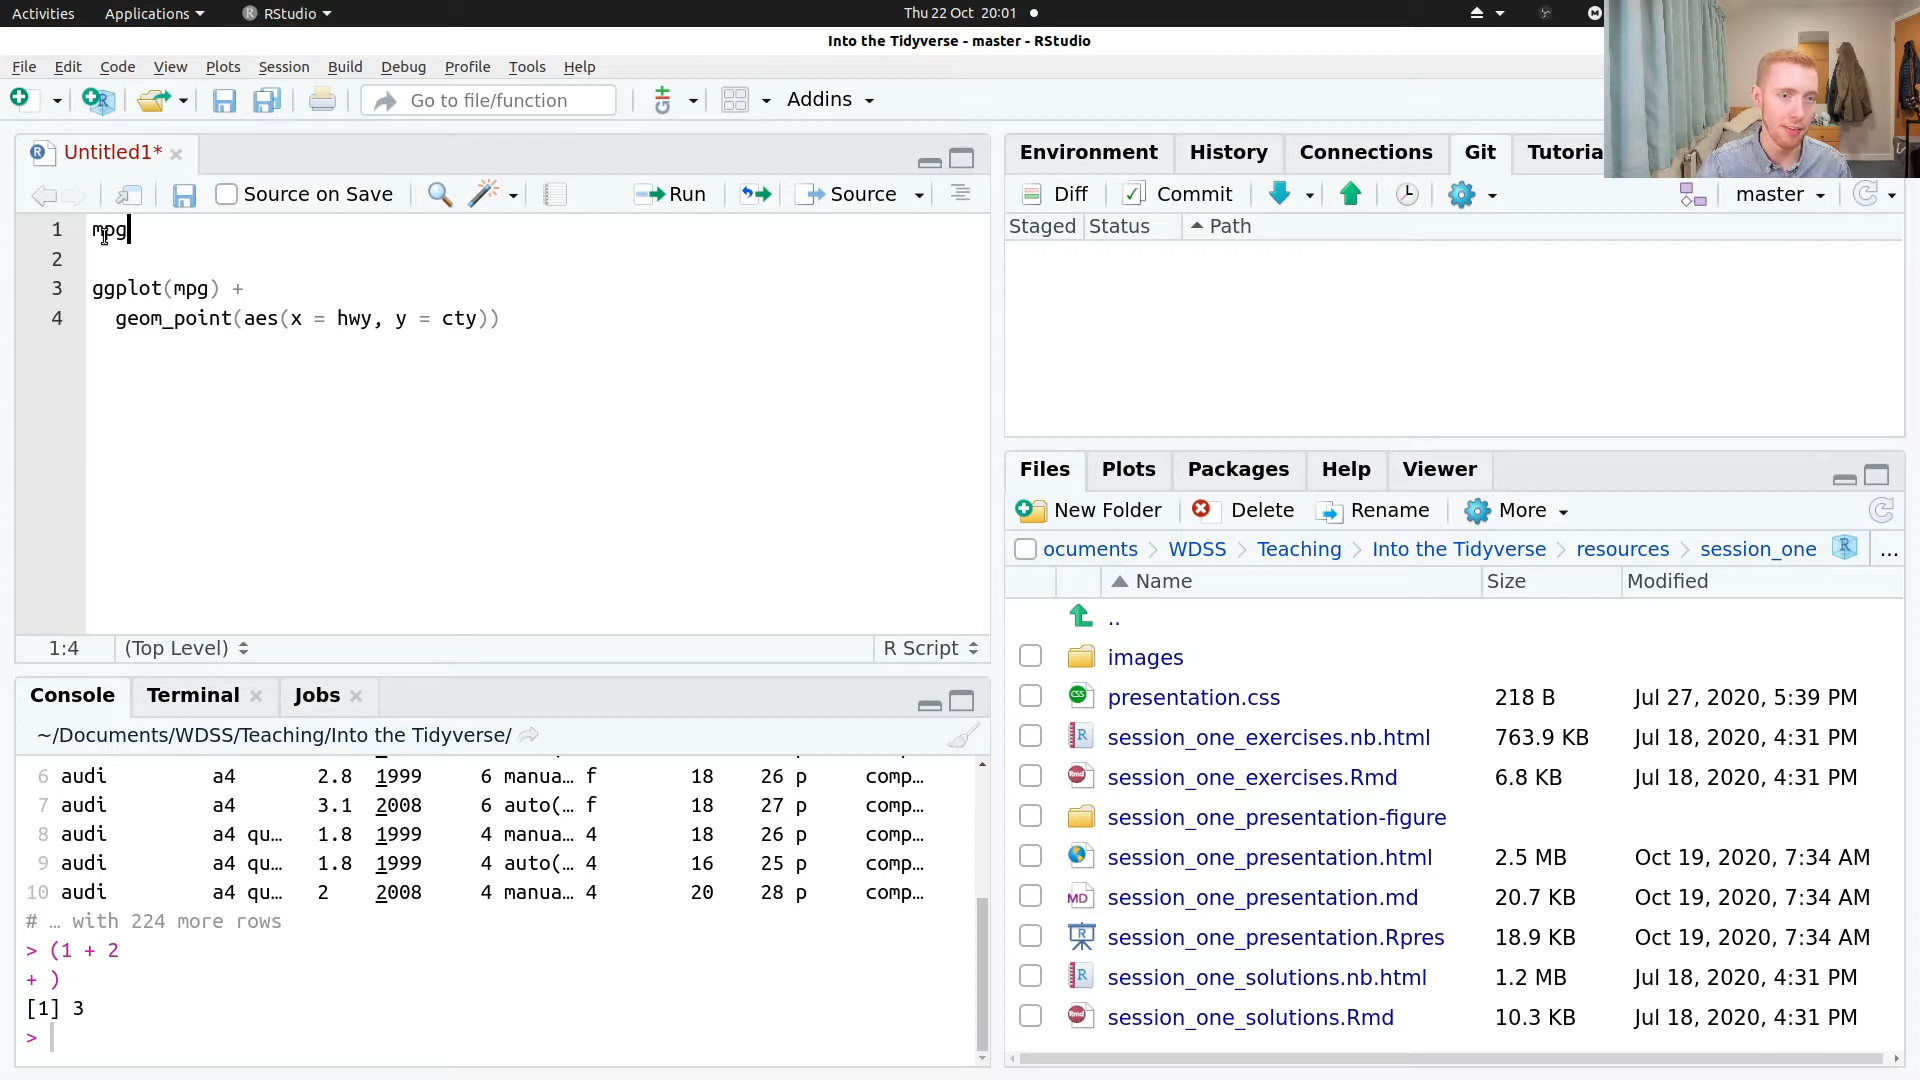 Activities Applications RStudio Thu 22 Oct 20:01
Into the Tidyverse - master - RStudio
File Edit Code View Plots Session Build Debug Profile Tools Help
Go to file/function Addins
Untitled1*
Source on Save Run Source
1 mpg
2
3 ggplot(mpg) +
4 geom_point(aes(x = hwy, y = cty))
1:4 (Top Level) R Script
Console Terminal Jobs
~/Documents/WDSS/Teaching/Into the Tidyverse/
6 audi a4 2.8 1999 6 manua… f 18 26 p comp…
7 audi a4 3.1 2008 6 auto(… f 18 27 p comp…
8 audi a4 qu… 1.8 1999 4 manua… 4 18 26 p comp…
9 audi a4 qu… 1.8 1999 4 auto(… 4 16 25 p comp…
10 audi a4 qu… 2 2008 4 manua… 4 20 28 p comp…
# … with 224 more rows
> (1 + 2
+ )
[1] 3
>
Environment History Connections Git Tutoria
Diff Commit master
Staged Status Path
Files Plots Packages Help Viewer
New Folder Delete Rename More
ocuments > WDSS > Teaching > Into the Tidyverse > resources > session_one ...
Name Size Modified
..
images
presentation.css 218 B Jul 27, 2020, 5:39 PM
session_one_exercises.nb.html 763.9 KB Jul 18, 2020, 4:31 PM
session_one_exercises.Rmd 6.8 KB Jul 18, 2020, 4:31 PM
session_one_presentation-figure
session_one_presentation.html 2.5 MB Oct 19, 2020, 7:34 AM
session_one_presentation.md 20.7 KB Oct 19, 2020, 7:34 AM
session_one_presentation.Rpres 18.9 KB Oct 19, 2020, 7:34 AM
session_one_solutions.nb.html 1.2 MB Jul 18, 2020, 4:31 PM
session_one_solutions.Rmd 10.3 KB Jul 18, 2020, 4:31 PM